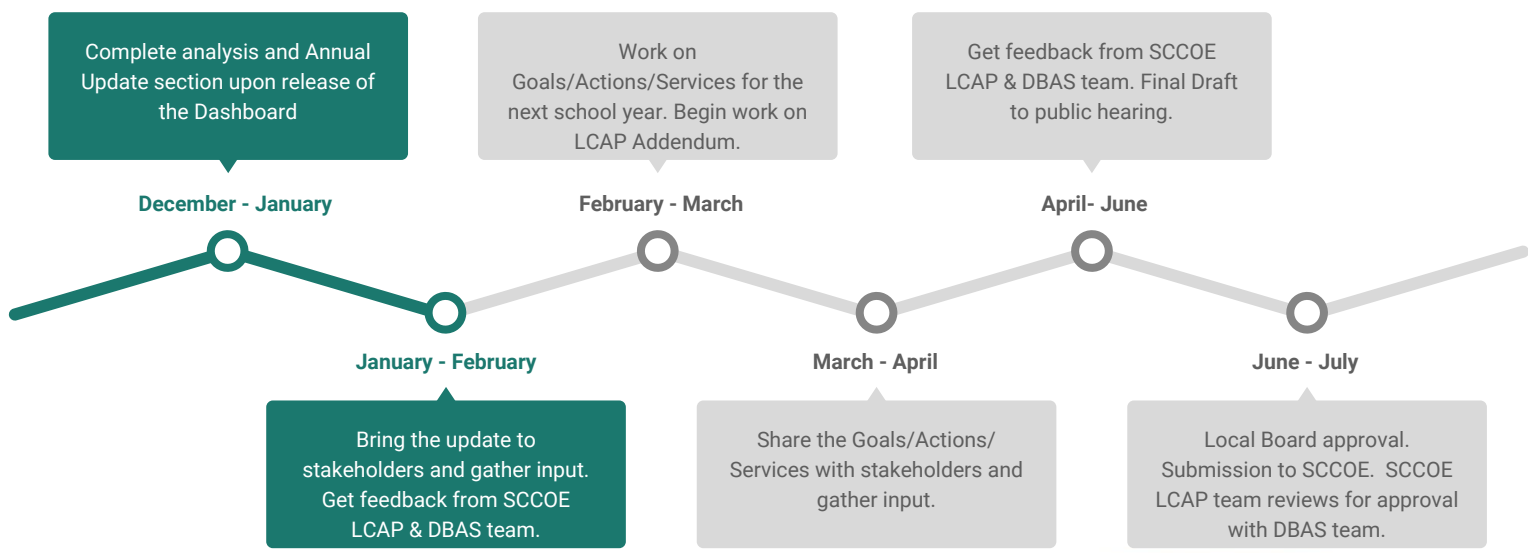 Complete analysis and Annual
Update section upon release of
the Dashboard
December - January
Bring the update to
stakeholders and gather input.
Get feedback from SCCOE
LCAP & DBAS team.
January - February
Work on
Goals/Actions/Services for the
next school year. Begin work on
LCAP Addendum.
February - March
Share the Goals/Actions/
Services with stakeholders and
gather input.
March - April
Get feedback from SCCOE
LCAP & DBAS team. Final Draft
to public hearing.
April- June
Local Board approval.
Submission to SCCOE.  SCCOE
LCAP team reviews for approval
with DBAS team.
June - July